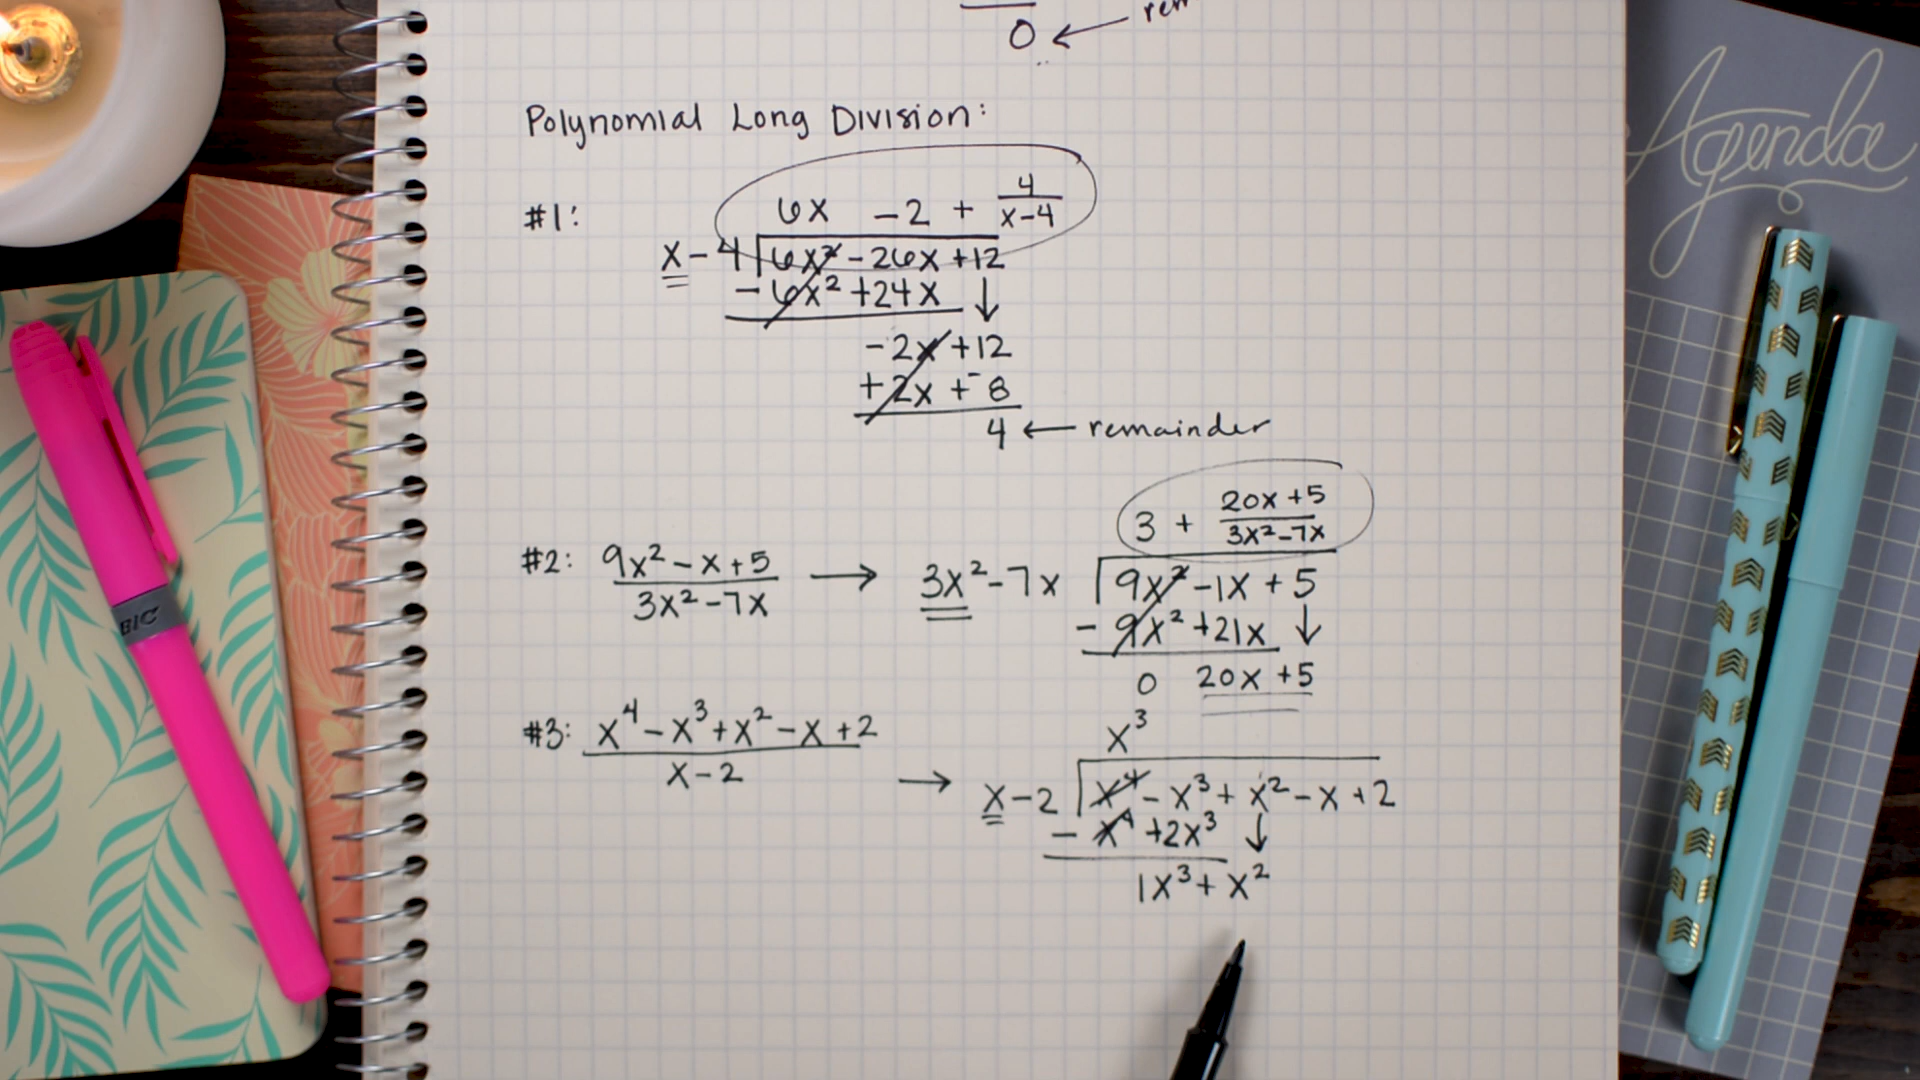 0 ←
Polynomial Long Division:
#1: 6x - 2 + 4/(x-4)
x - 4 | 6x² - 26x + 12
- 6x² + 24x ↓
- 2x + 12
+ 2x + - 8
4 ← remainder
3 + (20x + 5)/(3x² - 7x)
#2: (9x² - x + 5)/(3x² - 7x) → 3x² - 7x | 9x² - 1x + 5
- 9x² + 21x ↓
0 20x + 5
x³
#3: (x⁴ - x³ + x² - x + 2)/(x - 2) → x - 2 | x⁴ - x³ + x² - x + 2
- x⁴ + 2x³ ↓
1x³ + x²
Agenda
BIC